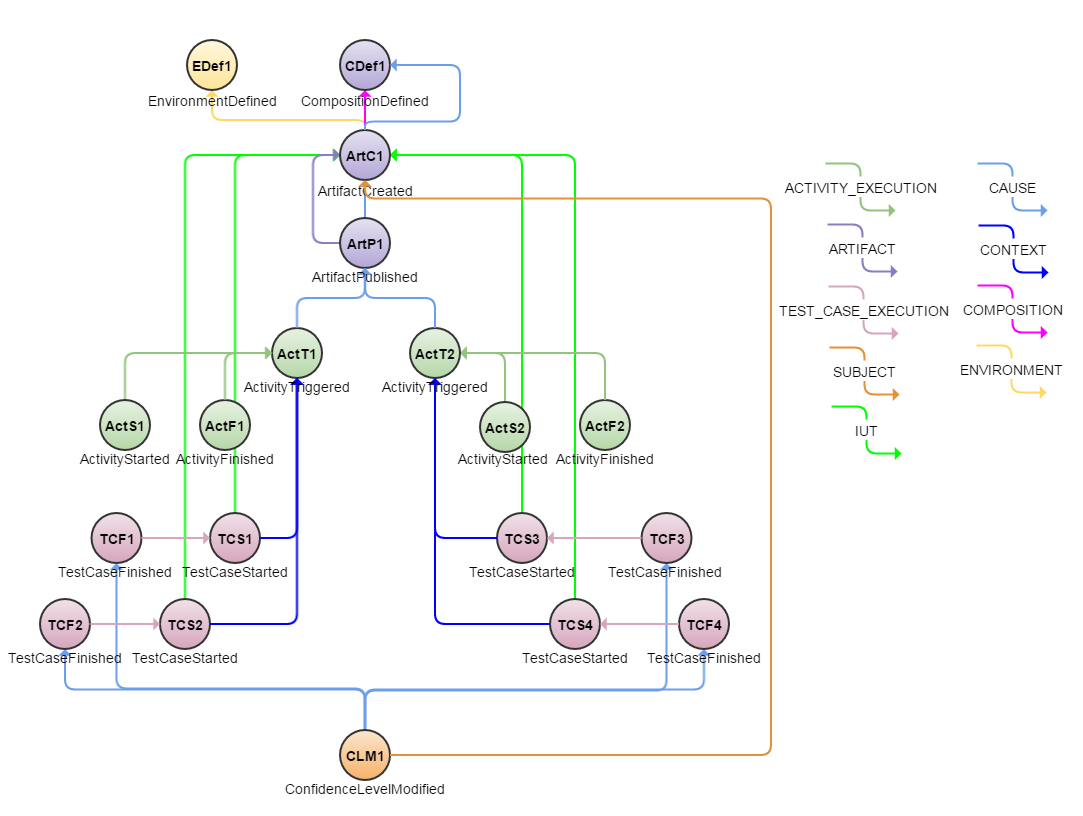 EDef1
CDef1
EnvironmentDefined
CompositionDefined
ArtC1
ArtifactCreated
ArtP1
ArtifactPublished
ActT1
ActT2
ActivityTriggered
ActivityTriggered
ActS1
ActF1
ActS2
ActF2
ActivityStarted
ActivityFinished
ActivityStarted
ActivityFinished
TCF1
TCS1
TCS3
TCF3
TestCaseFinished
TestCaseStarted
TestCaseStarted
TestCaseFinished
TCF2
TCS2
TCS4
TCF4
TestCaseFinished
TestCaseStarted
TestCaseStarted
TestCaseFinished
CLM1
ConfidenceLevelModified
ACTIVITY_EXECUTION
CAUSE
ARTIFACT
CONTEXT
TEST_CASE_EXECUTION
COMPOSITION
SUBJECT
ENVIRONMENT
IUT